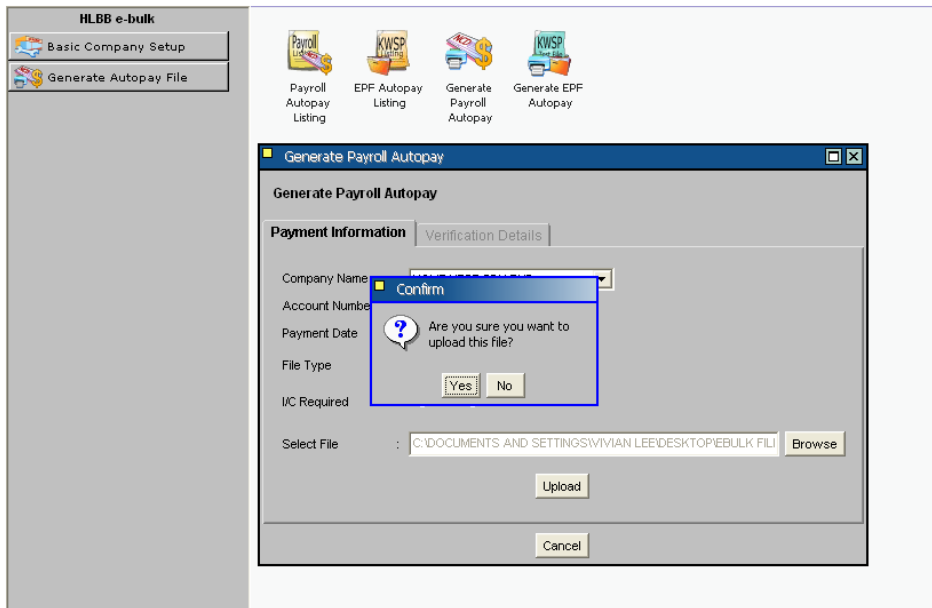 HLBB e-bulk
Basic Company Setup
Generate Autopay File
Payroll
Listing
KWSP
Listing
NCD
KWSP
Text File
Payroll
Autopay
Listing
EPF Autopay
Listing
Generate
Payroll
Autopay
Generate EPF
Autopay
Generate Payroll Autopay
Generate Payroll Autopay
Payment Information
Verification Details
Company Name
Confirm
Account Numbe
Are you sure you want to
upload this file?
Payment Date
File Type
Yes
No
I/C Required
Select File : C:\DOCUMENTS AND SETTINGS\VIVIAN LEE\DESKTOP\EBULK FILI
Browse
Upload
Cancel